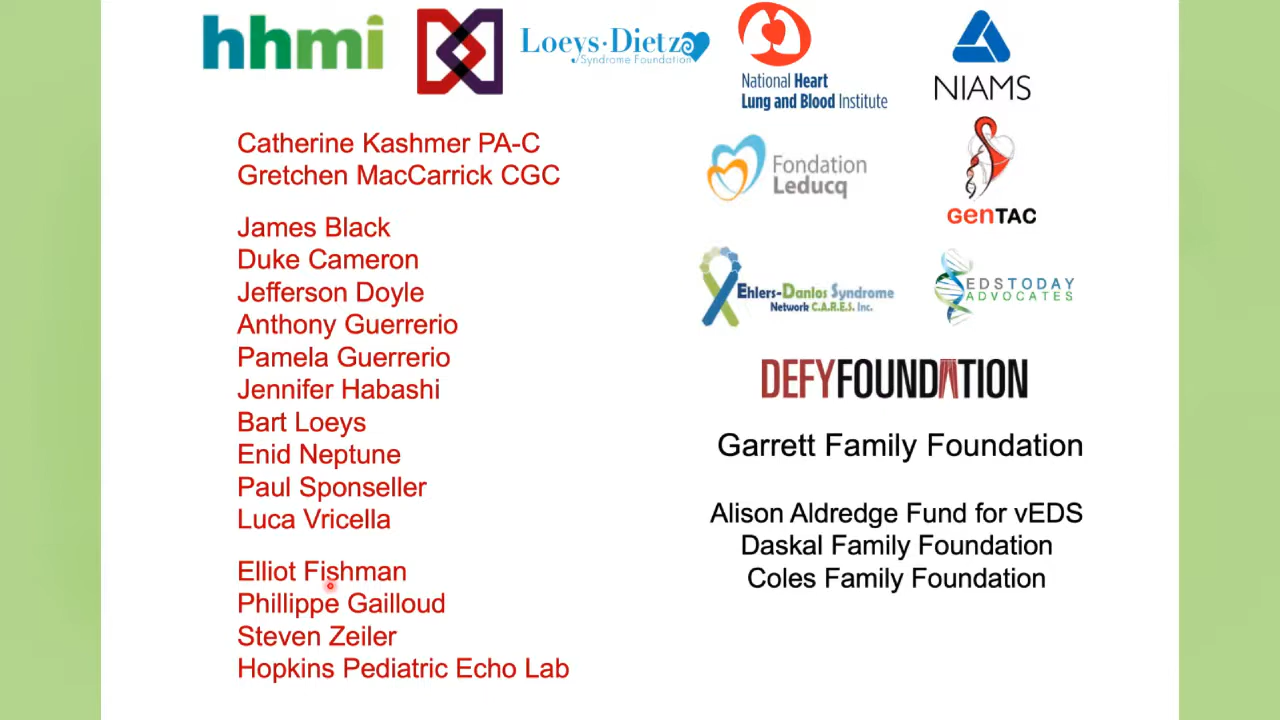 hhmi
Loeys·Dietz
Syndrome Foundation
National Heart
Lung and Blood Institute
NIAMS
Catherine Kashmer PA-C
Gretchen MacCarrick CGC
James Black
Duke Cameron
Jefferson Doyle
Anthony Guerrerio
Pamela Guerrerio
Jennifer Habashi
Bart Loeys
Enid Neptune
Paul Sponseller
Luca Vricella
Elliot Fishman
Phillippe Gailloud
Steven Zeiler
Hopkins Pediatric Echo Lab
Fondation
Leducq
GenTAC
Ehlers-Danlos Syndrome
Network C.A.R.E.S. Inc.
EDSTODAY
ADVOCATES
DEFYFOUNDATION
Garrett Family Foundation
Alison Aldredge Fund for vEDS
Daskal Family Foundation
Coles Family Foundation